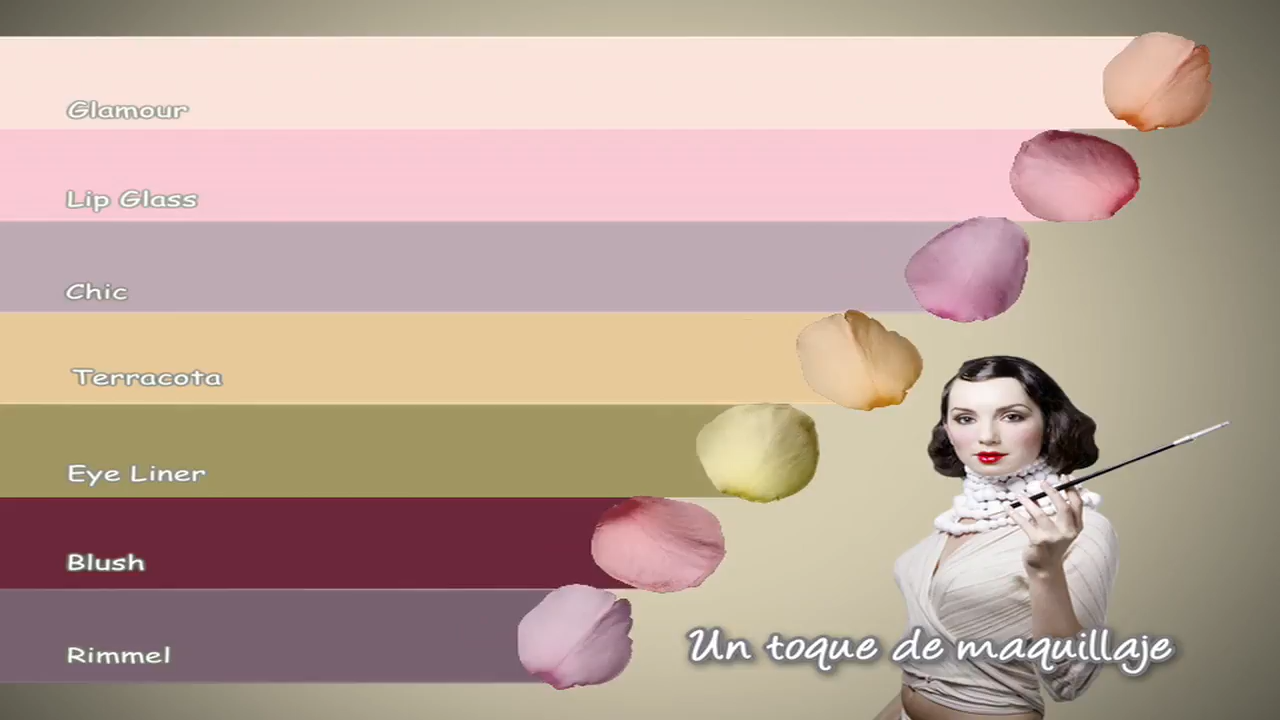 Glamour
Lip Glass
Chic
Terracota
Eye Liner
Blush
Rimmel
Un toque de maquillaje